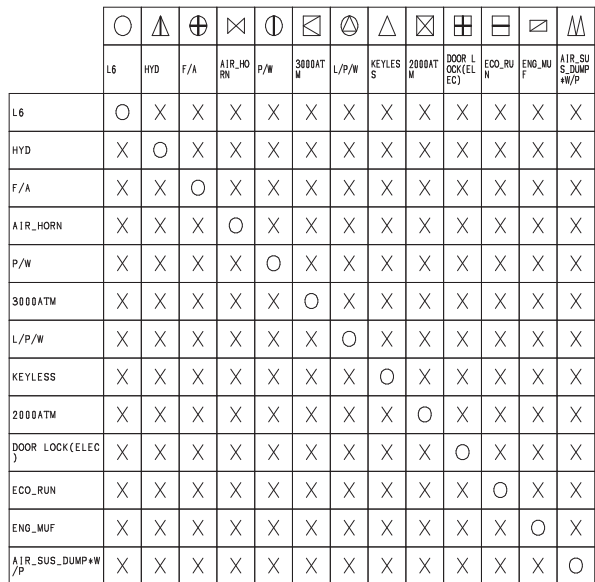 L6
HYD
F/A
AIR_HO
RN
P/W
3000AT
M
L/P/W
KEYLES
S
2000AT
M
DOOR L
OCK(EL
EC)
ECO_RU
N
ENG_MU
F
AIR_SU
S_DUMP
*W/P
L6 O X X X X X X X X X X X X
HYD X O X X X X X X X X X X X
F/A X X O X X X X X X X X X X
AIR_HORN X X X O X X X X X X X X X
P/W X X X X O X X X X X X X X
3000ATM X X X X X O X X X X X X X
L/P/W X X X X X X O X X X X X X
KEYLESS X X X X X X X O X X X X X
2000ATM X X X X X X X X O X X X X
DOOR LOCK(ELEC
) X X X X X X X X X O X X X
ECO_RUN X X X X X X X X X X O X X
ENG_MUF X X X X X X X X X X X O X
AIR_SUS_DUMP*W
/P X X X X X X X X X X X X O